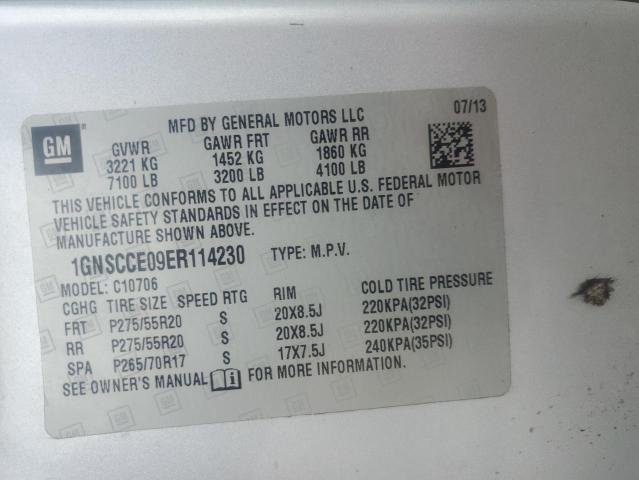 07/13
MFD BY GENERAL MOTORS LLC
GM
GVWR GAWR FRT GAWR RR
3221 KG 1452 KG 1860 KG
7100 LB 3200 LB 4100 LB
THIS VEHICLE CONFORMS TO ALL APPLICABLE U.S. FEDERAL MOTOR
VEHICLE SAFETY STANDARDS IN EFFECT ON THE DATE OF
MANUFACTURE SHOWN ABOVE.
1GNSCCE09ER114230 TYPE: M.P.V.
MODEL: C10706
CGHG TIRE SIZE SPEED RTG RIM COLD TIRE PRESSURE
FRT P275/55R20 S 20X8.5J 220KPA(32PSI)
RR P275/55R20 S 20X8.5J 220KPA(32PSI)
SPA P265/70R17 S 17X7.5J 240KPA(35PSI)
SEE OWNER'S MANUAL FOR MORE INFORMATION.